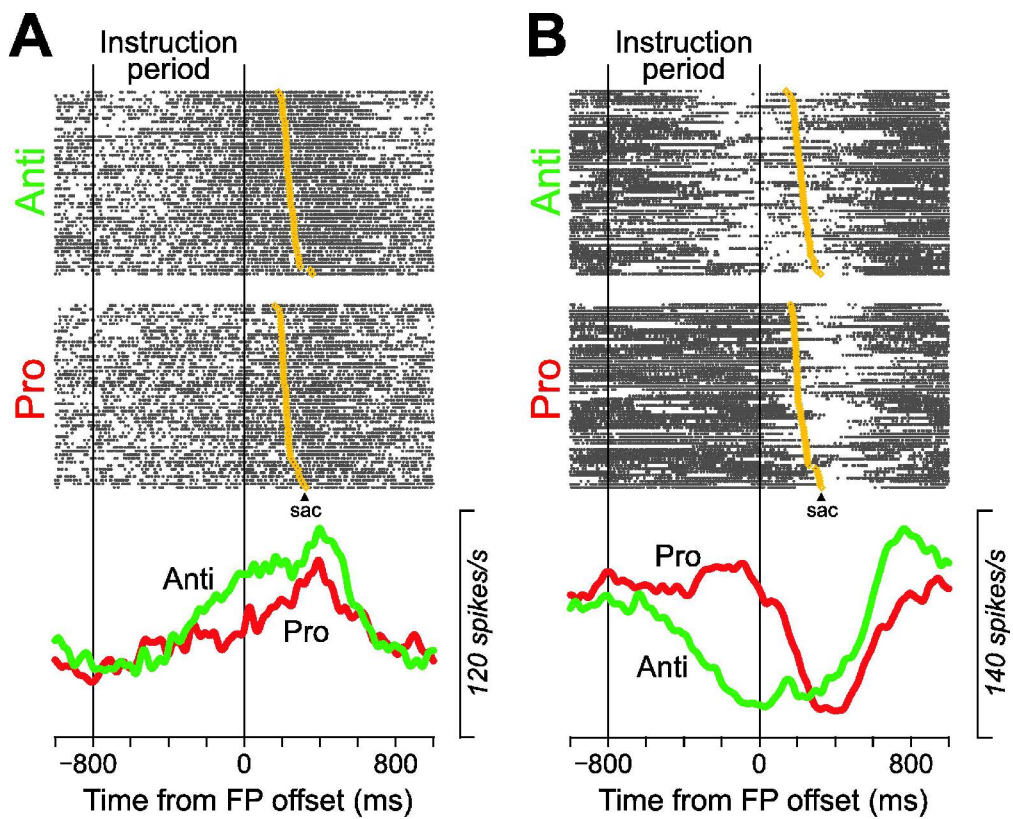 A
Instruction
period
Anti
Pro
sac
Anti
Pro
120 spikes/s
−800
0
800
Time from FP offset (ms)
B
Instruction
period
Anti
Pro
sac
Pro
Anti
140 spikes/s
−800
0
800
Time from FP offset (ms)